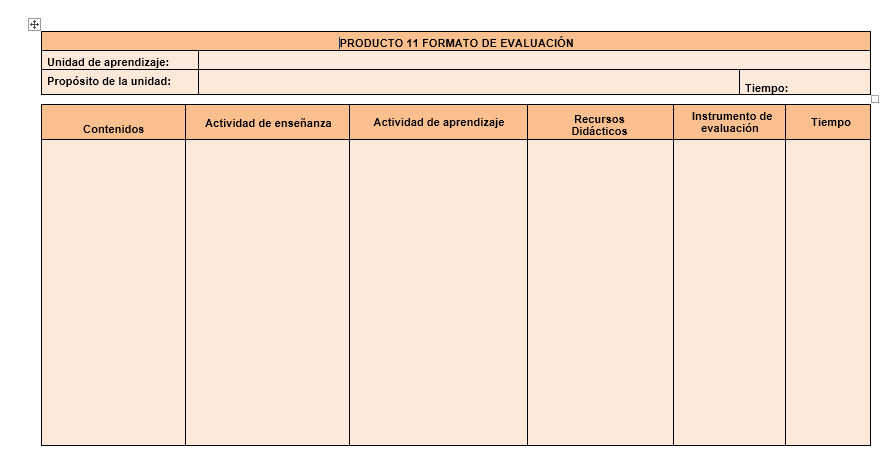 PRODUCTO 11 FORMATO DE EVALUACIÓN
Unidad de aprendizaje:
Propósito de la unidad:
Tiempo:
Contenidos
Actividad de enseñanza
Actividad de aprendizaje
Recursos
Didácticos
Instrumento de
evaluación
Tiempo